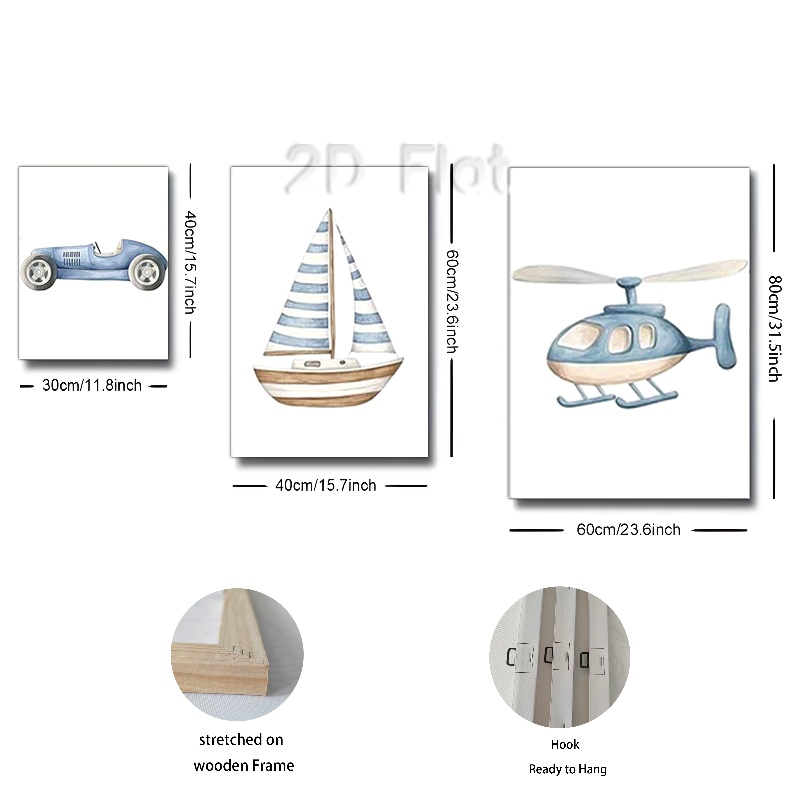 2D Flat
40cm/15.7inch
30cm/11.8inch
60cm/23.6inch
40cm/15.7inch
80cm/31.5inch
60cm/23.6inch
stretched on
wooden Frame
Hook
Ready to Hang